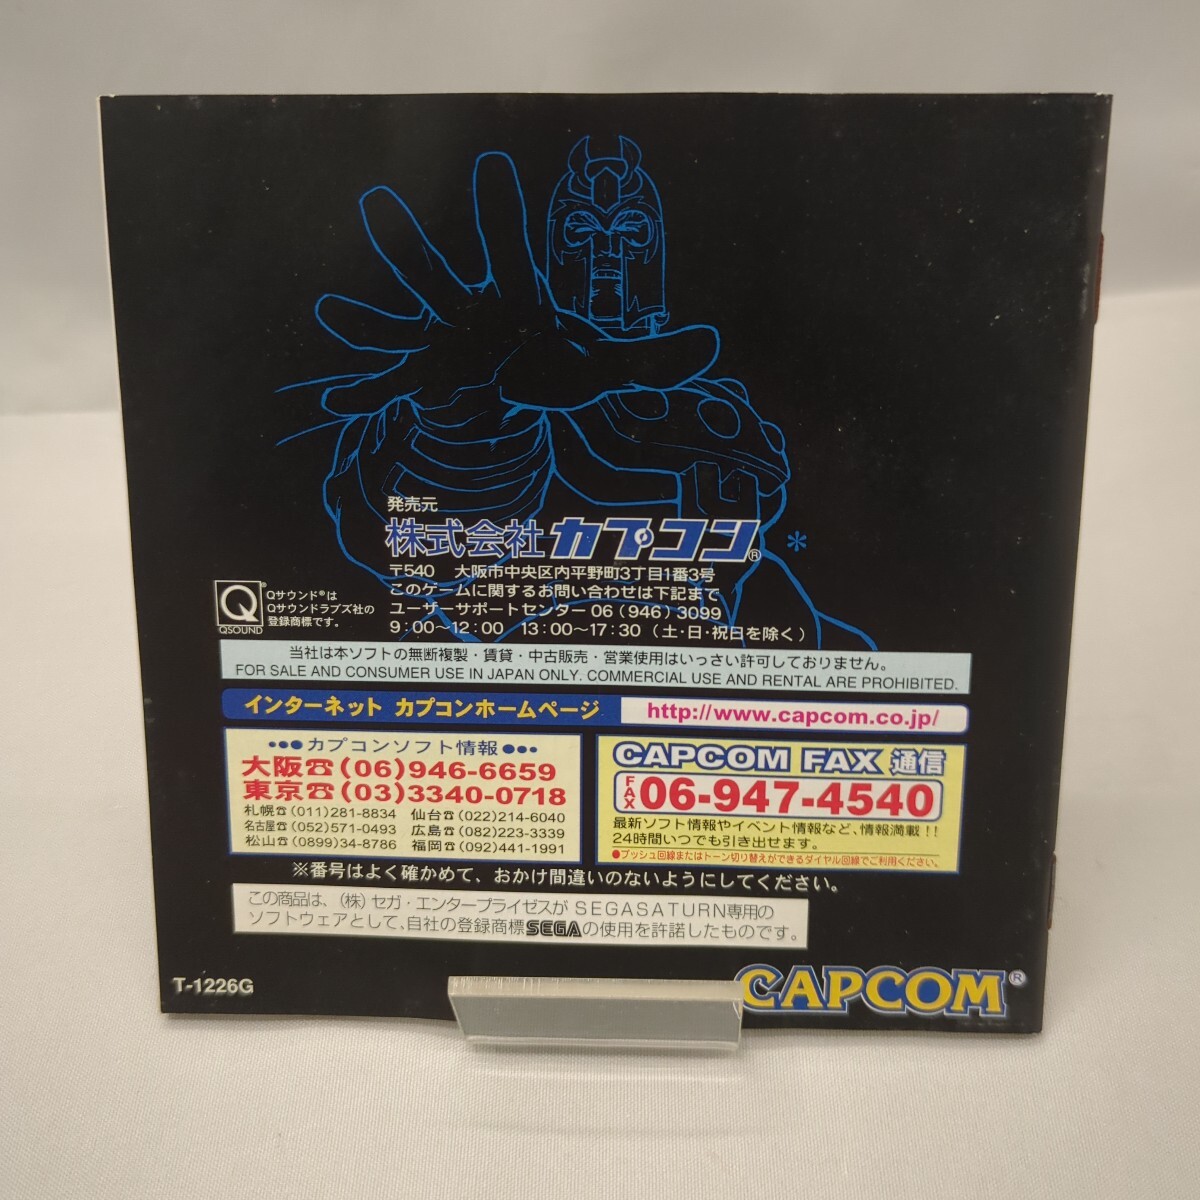 発売元
株式会社カプコン® *
〒540 大阪市中央区内平野町3丁目1番3号
このゲームに関するお問い合わせは下記まで
ユーザーサポートセンター 06（946）3099
9：00〜12：00　13：00〜17：30（土・日・祝日を除く）
Q
QSOUND
®
Qサウンド®は
Qサウンドラブズ社の
登録商標です。
当社は本ソフトの無断複製・賃貸・中古販売・営業使用はいっさい許可しておりません。
FOR SALE AND CONSUMER USE IN JAPAN ONLY. COMMERCIAL USE AND RENTAL ARE PROHIBITED.
インターネット カプコンホームページ
http://www.capcom.co.jp/
•●●カプコンソフト情報●●•
大阪☎(06)946-6659
東京☎(03)3340-0718
札幌☎(011)281-8834 仙台☎(022)214-6040
名古屋☎(052)571-0493 広島☎(082)223-3339
松山☎(0899)34-8786 福岡☎(092)441-1991
CAPCOM FAX 通信
FAX 06-947-4540
最新ソフト情報やイベント情報など、情報満載！！
24時間いつでも引き出せます。
●プッシュ回線またはトーン切り替えができるダイヤル回線でご利用ください。
※番号はよく確かめて、おかけ間違いのないようにしてください。
この商品は、（株）セガ・エンタープライゼスがSEGASATURN専用の
ソフトウェアとして、自社の登録商標SEGAの使用を許諾したものです。
T-1226G
CAPCOM®